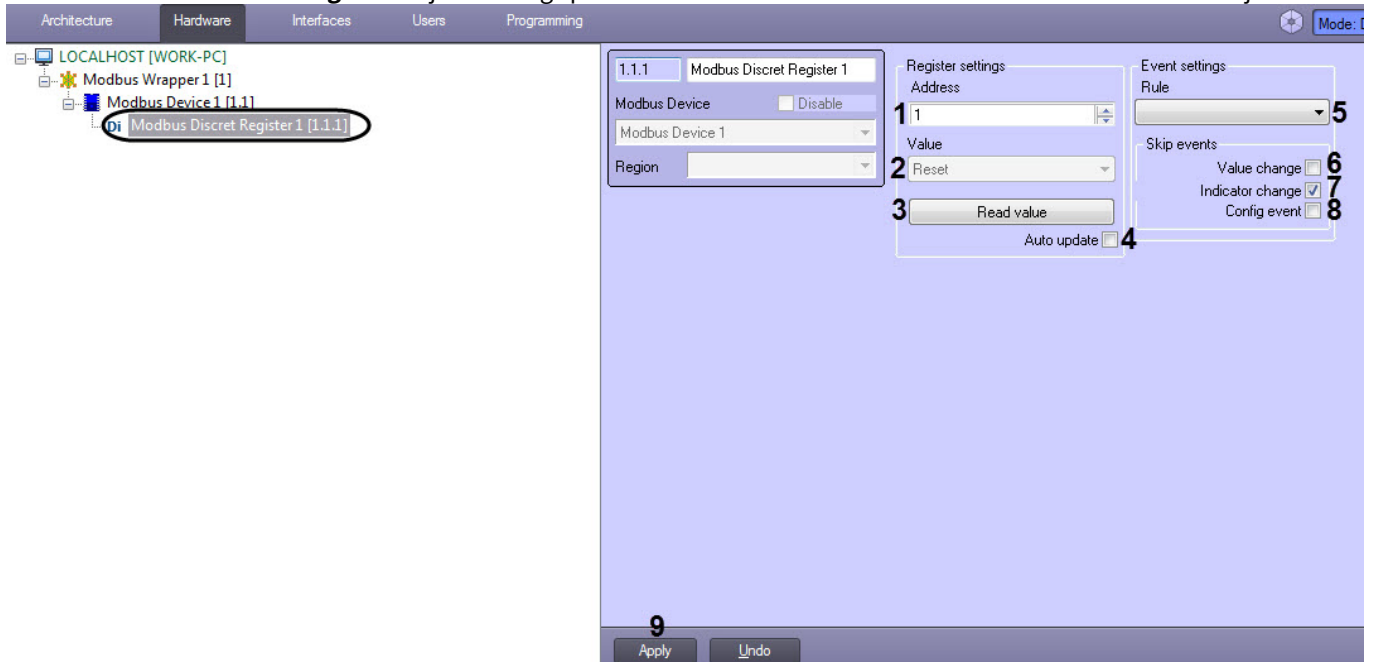 Architecture Hardware Interfaces Users Programming Mode:
LOCALHOST [WORK-PC]
Modbus Wrapper 1 [1]
Modbus Device 1 [1.1]
Di Modbus Discret Register 1 [1.1.1]
1.1.1 Modbus Discret Register 1
Modbus Device Disable
Modbus Device 1
Region
Register settings
Address
1 1
Value
2 Reset
3 Read value
Auto update 4
Event settings
Rule
5
Skip events
Value change 6
Indicator change 7
Config event 8
9
Apply Undo